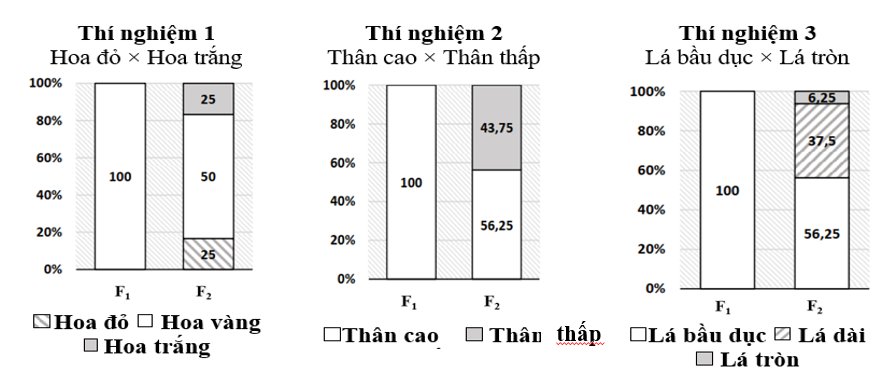 Thí nghiệm 1
Hoa đỏ × Hoa trắng
100%
80%
60%
40%
20%
0%
100
25
50
25
F1
F2
Hoa đỏ Hoa vàng
Hoa trắng
Thí nghiệm 2
Thân cao × Thân thấp
100%
80%
60%
40%
20%
0%
100
43,75
56,25
F1
F2
Thân cao Thân thấp
Thí nghiệm 3
Lá bầu dục × Lá tròn
100%
80%
60%
40%
20%
0%
100
6,25
37,5
56,25
F1
F2
Lá bầu dục Lá dài
Lá tròn